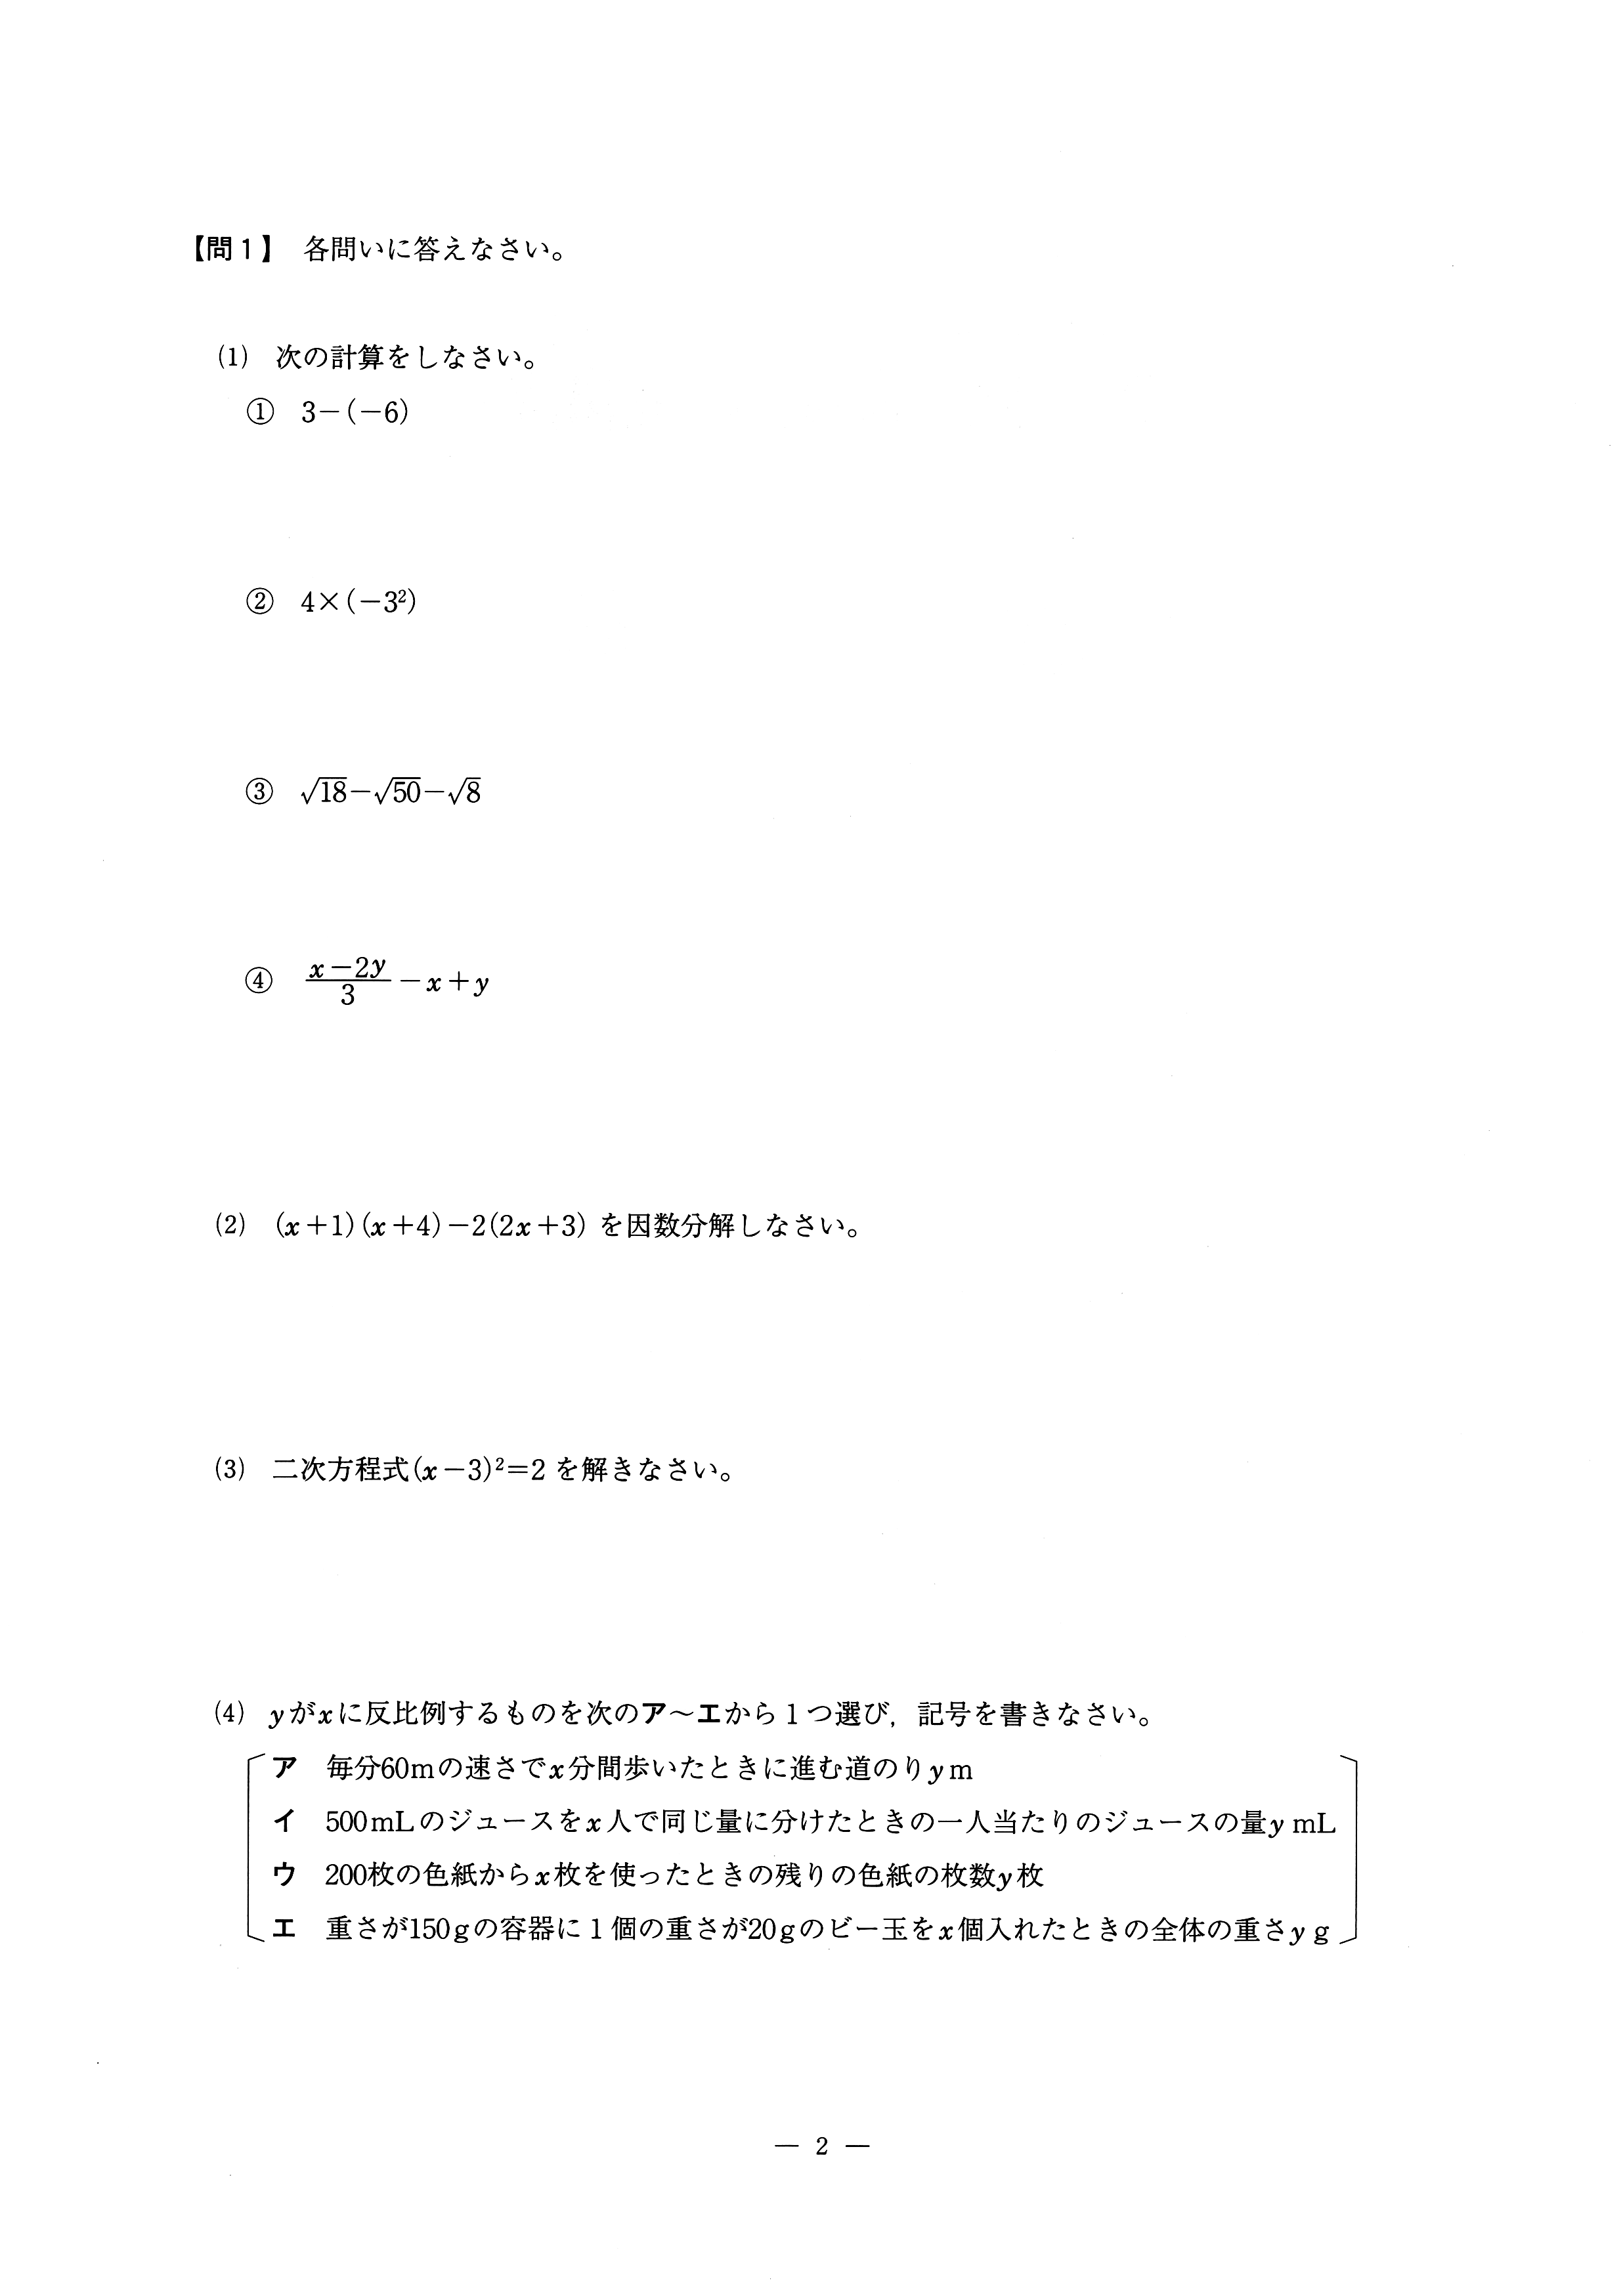 【問１】 各問いに答えなさい。
(1) 次の計算をしなさい。
① 3－(－6)
② 4×(－3²)
③ √18－√50－√8
④ (x－2y)/3 －x＋y
(2) (x＋1)(x＋4)－2(2x＋3) を因数分解しなさい。
(3) 二次方程式(x－3)²＝2 を解きなさい。
(4) yがxに反比例するものを次のア～エから１つ選び，記号を書きなさい。
ア 毎分60mの速さでx分間歩いたときに進む道のりy m
イ 500mLのジュースをx人で同じ量に分けたときの一人当たりのジュースの量y mL
ウ 200枚の色紙からx枚を使ったときの残りの色紙の枚数y枚
エ 重さが150gの容器に１個の重さが20gのビー玉をx個入れたときの全体の重さy g
― 2 ―